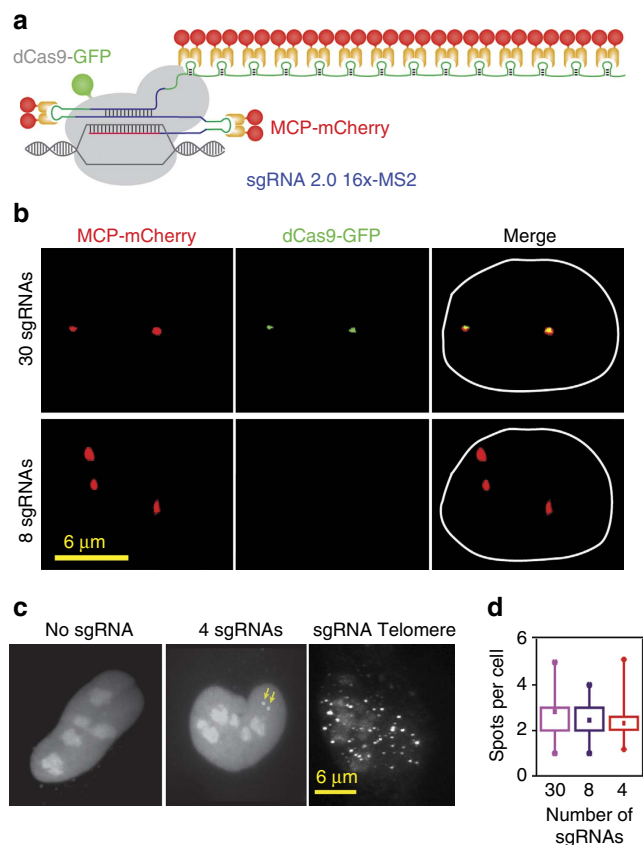 a
dCas9-GFP
MCP-mCherry
sgRNA 2.0 16x-MS2
b
MCP-mCherry dCas9-GFP Merge
30 sgRNAs
8 sgRNAs
6 μm
c
No sgRNA 4 sgRNAs sgRNA Telomere
6 μm
d
Spots per cell
6
4
2
0
30 8 4
Number of
sgRNAs